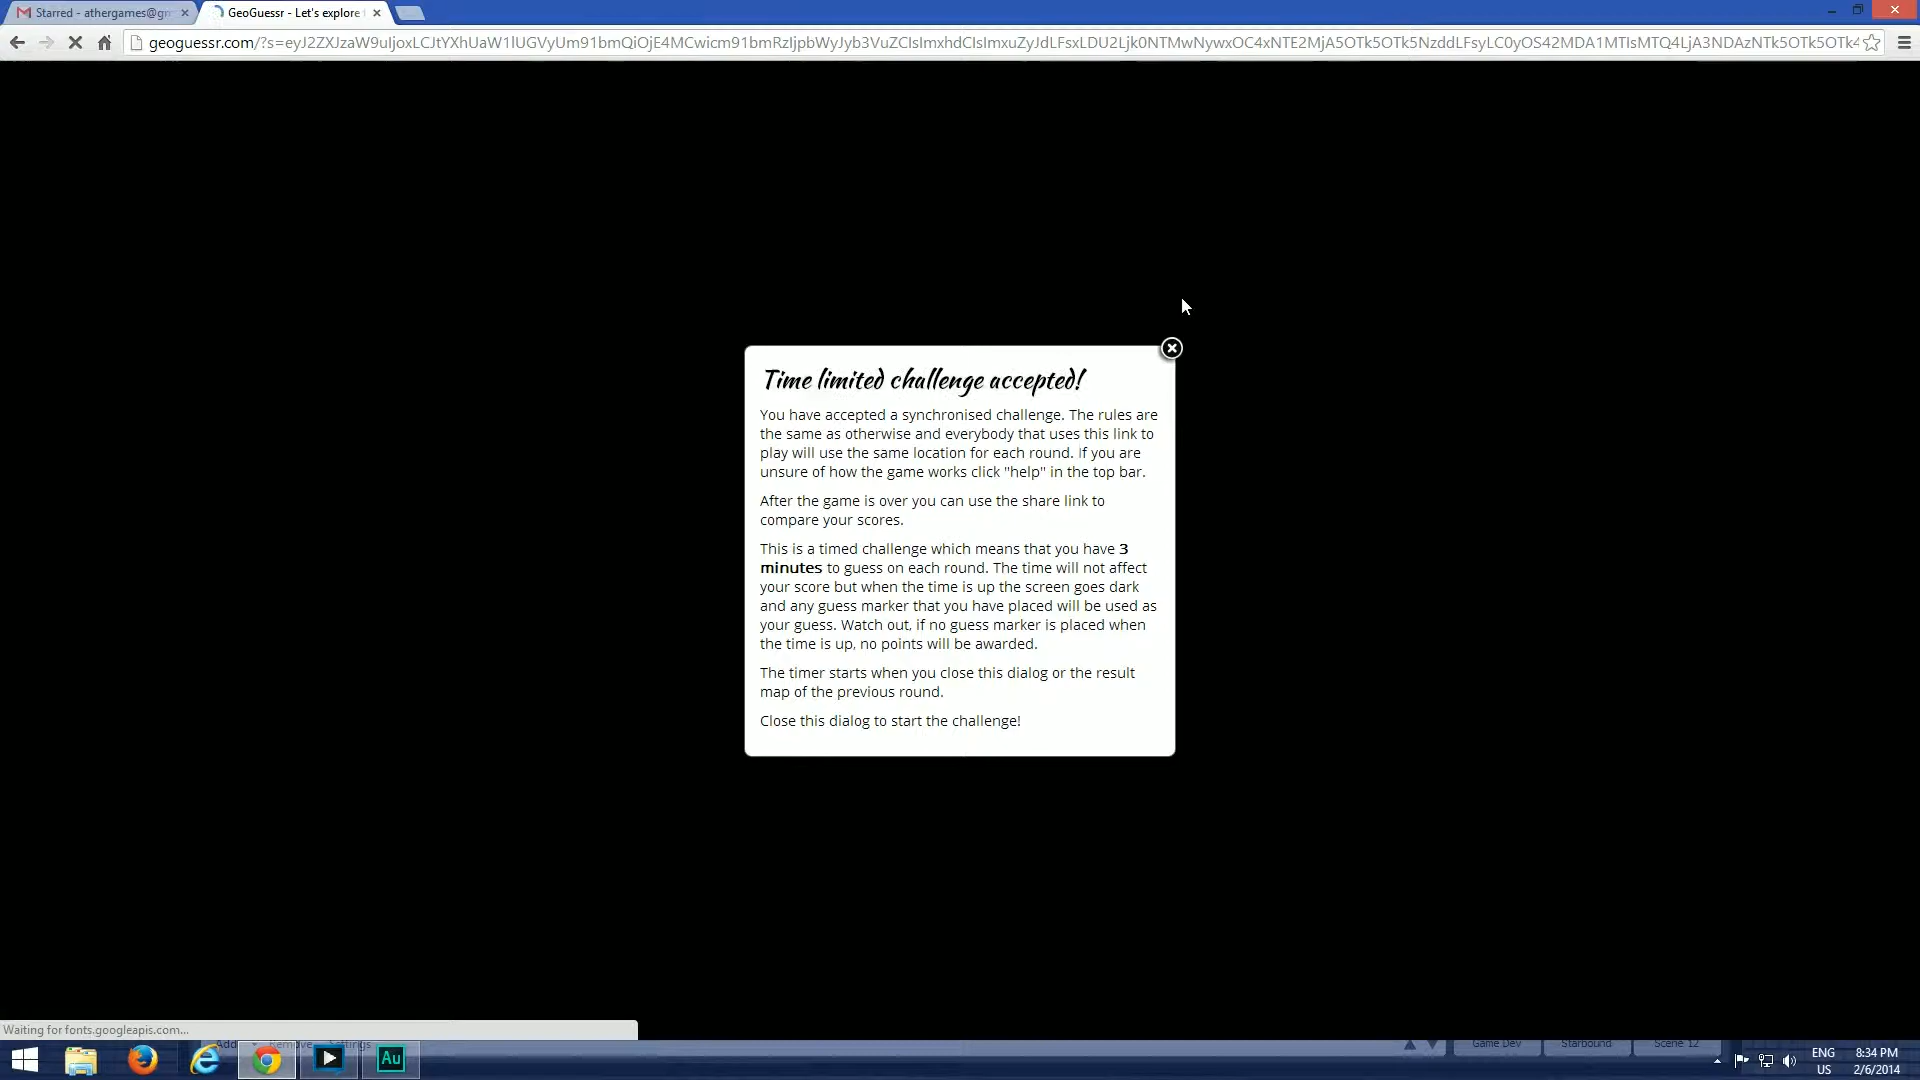 Starred - athergames@gm
GeoGuessr - Let's explore
Time limited challenge accepted!
You have accepted a synchronised challenge. The rules are
the same as otherwise and everybody that uses this link to
play will use the same location for each round. If you are
unsure of how the game works click "help" in the top bar.
After the game is over you can use the share link to
compare your scores.
This is a timed challenge which means that you have 3
minutes to guess on each round. The time will not affect
your score but when the time is up the screen goes dark
and any guess marker that you have placed will be used as
your guess. Watch out, if no guess marker is placed when
the time is up, no points will be awarded.
The timer starts when you close this dialog or the result
map of the previous round.
Close this dialog to start the challenge!
Waiting for fonts.googleapis.com...
Add Remove Settings
Game Dev Starbound Scene 12
Au
ENG 8:34 PM
US 2/6/2014